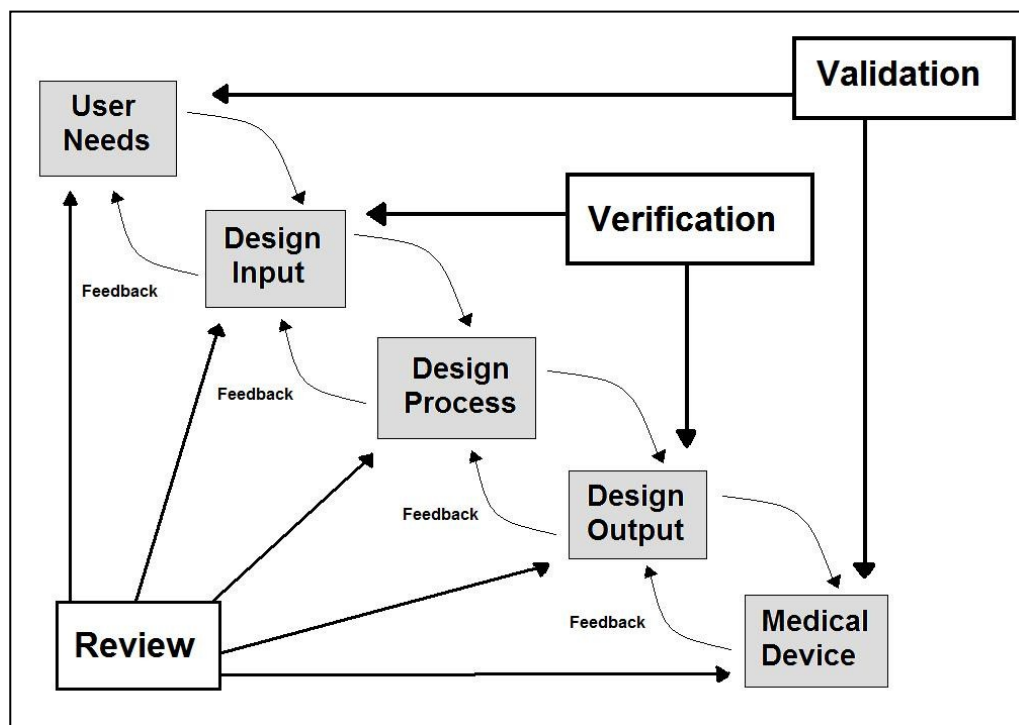 Validation
User
Needs
Verification
Design
Input
Feedback
Design
Process
Feedback
Design
Output
Feedback
Medical
Device
Feedback
Review